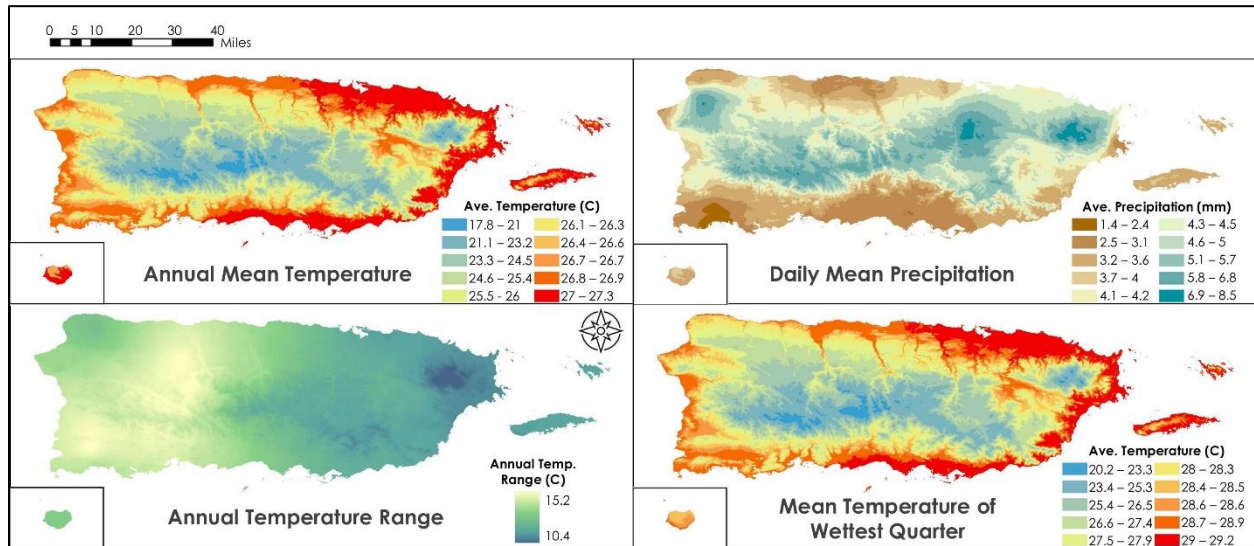 0 5 10 20 30 40
Miles
Ave. Temperature (C)
17.8 – 21
21.1 – 23.2
23.3 – 24.5
24.6 – 25.4
25.5 - 26
26.1 – 26.3
26.4 – 26.6
26.7 – 26.7
26.8 – 26.9
27 – 27.3
Annual Mean Temperature
Ave. Precipitation (mm)
1.4 – 2.4
2.5 – 3.1
3.2 – 3.6
3.7 – 4
4.1 – 4.2
4.3 – 4.5
4.6 – 5
5.1 – 5.7
5.8 – 6.8
6.9 – 8.5
Daily Mean Precipitation
Annual Temp.
Range (C)
15.2
10.4
Annual Temperature Range
Ave. Temperature (C)
20.2 – 23.3
23.4 – 25.3
25.4 – 26.5
26.6 – 27.4
27.5 – 27.9
28 – 28.3
28.4 – 28.5
28.6 – 28.6
28.7 – 28.9
29 – 29.2
Mean Temperature of
Wettest Quarter